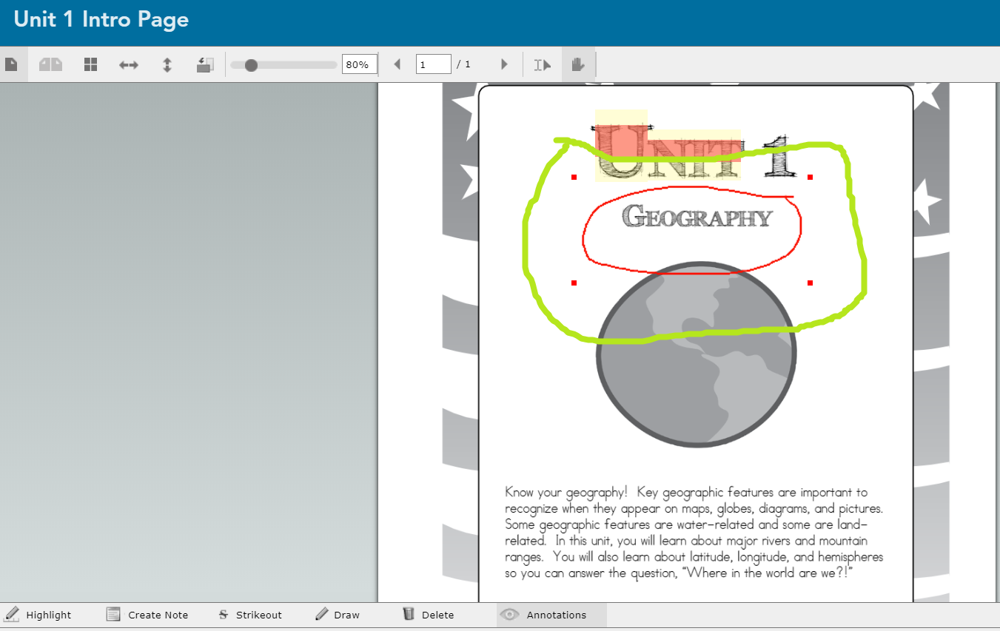 Unit 1 Intro Page
80%
1 / 1
UNIT 1
GEOGRAPHY
Know your geography! Key geographic features are important to
recognize when they appear on maps, globes, diagrams, and pictures.
Some geographic features are water-related and some are land-
related. In this unit, you will learn about major rivers and mountain
ranges. You will also learn about latitude, longitude, and hemispheres
so you can answer the question, "Where in the world are we?!"
Highlight Create Note S Strikeout Draw Delete Annotations